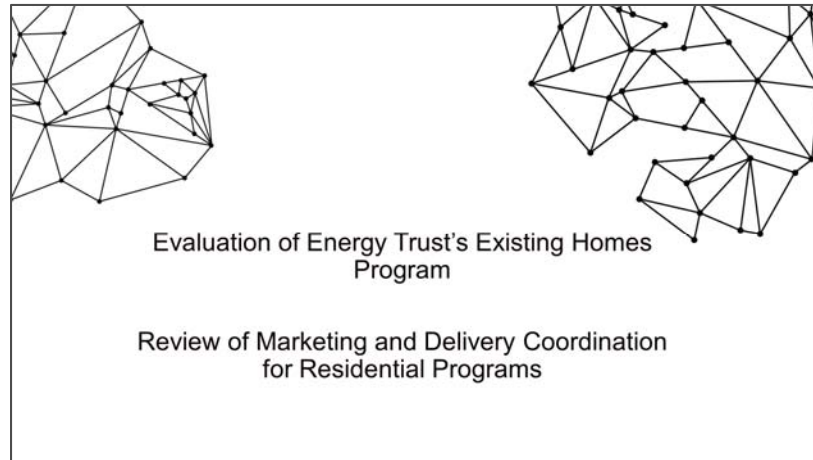 Evaluation of Energy Trust's Existing Homes
Program
Review of Marketing and Delivery Coordination
for Residential Programs